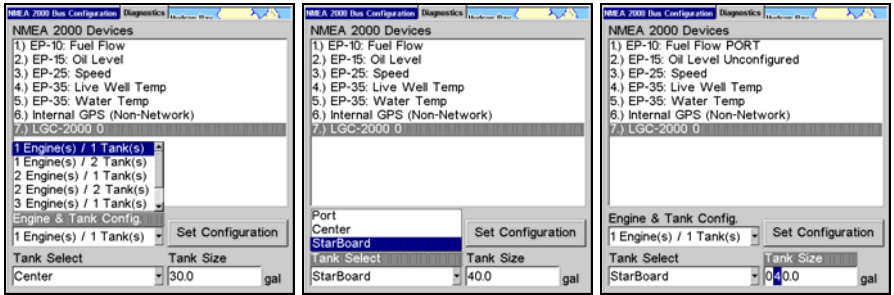 NMEA 2000 Bus Configuration Diagnostics
Hudson Bay
NMEA 2000 Devices
1.) EP-10: Fuel Flow
2.) EP-15: Oil Level
3.) EP-25: Speed
4.) EP-35: Live Well Temp
5.) EP-35: Water Temp
6.) Internal GPS (Non-Network)
7.) LGC-2000 0
1 Engine(s) / 1 Tank(s)
1 Engine(s) / 2 Tank(s)
2 Engine(s) / 1 Tank(s)
2 Engine(s) / 2 Tank(s)
3 Engine(s) / 1 Tank(s)
Engine & Tank Config.
1 Engine(s) / 1 Tank(s) Set Configuration
Tank Select Tank Size
Center 30.0 gal
NMEA 2000 Bus Configuration Diagnostics
Hudson Bay
NMEA 2000 Devices
1.) EP-10: Fuel Flow
2.) EP-15: Oil Level
3.) EP-25: Speed
4.) EP-35: Live Well Temp
5.) EP-35: Water Temp
6.) Internal GPS (Non-Network)
7.) LGC-2000 0
Port
Center
StarBoard
Set Configuration
Tank Select Tank Size
StarBoard 40.0 gal
NMEA 2000 Bus Configuration Diagnostics
Hudson Bay
NMEA 2000 Devices
1.) EP-10: Fuel Flow PORT
2.) EP-15: Oil Level Unconfigured
3.) EP-25: Speed
4.) EP-35: Live Well Temp
5.) EP-35: Water Temp
6.) Internal GPS (Non-Network)
7.) LGC-2000 0
Engine & Tank Config.
1 Engine(s) / 1 Tank(s) Set Configuration
Tank Select Tank Size
StarBoard 040.0 gal